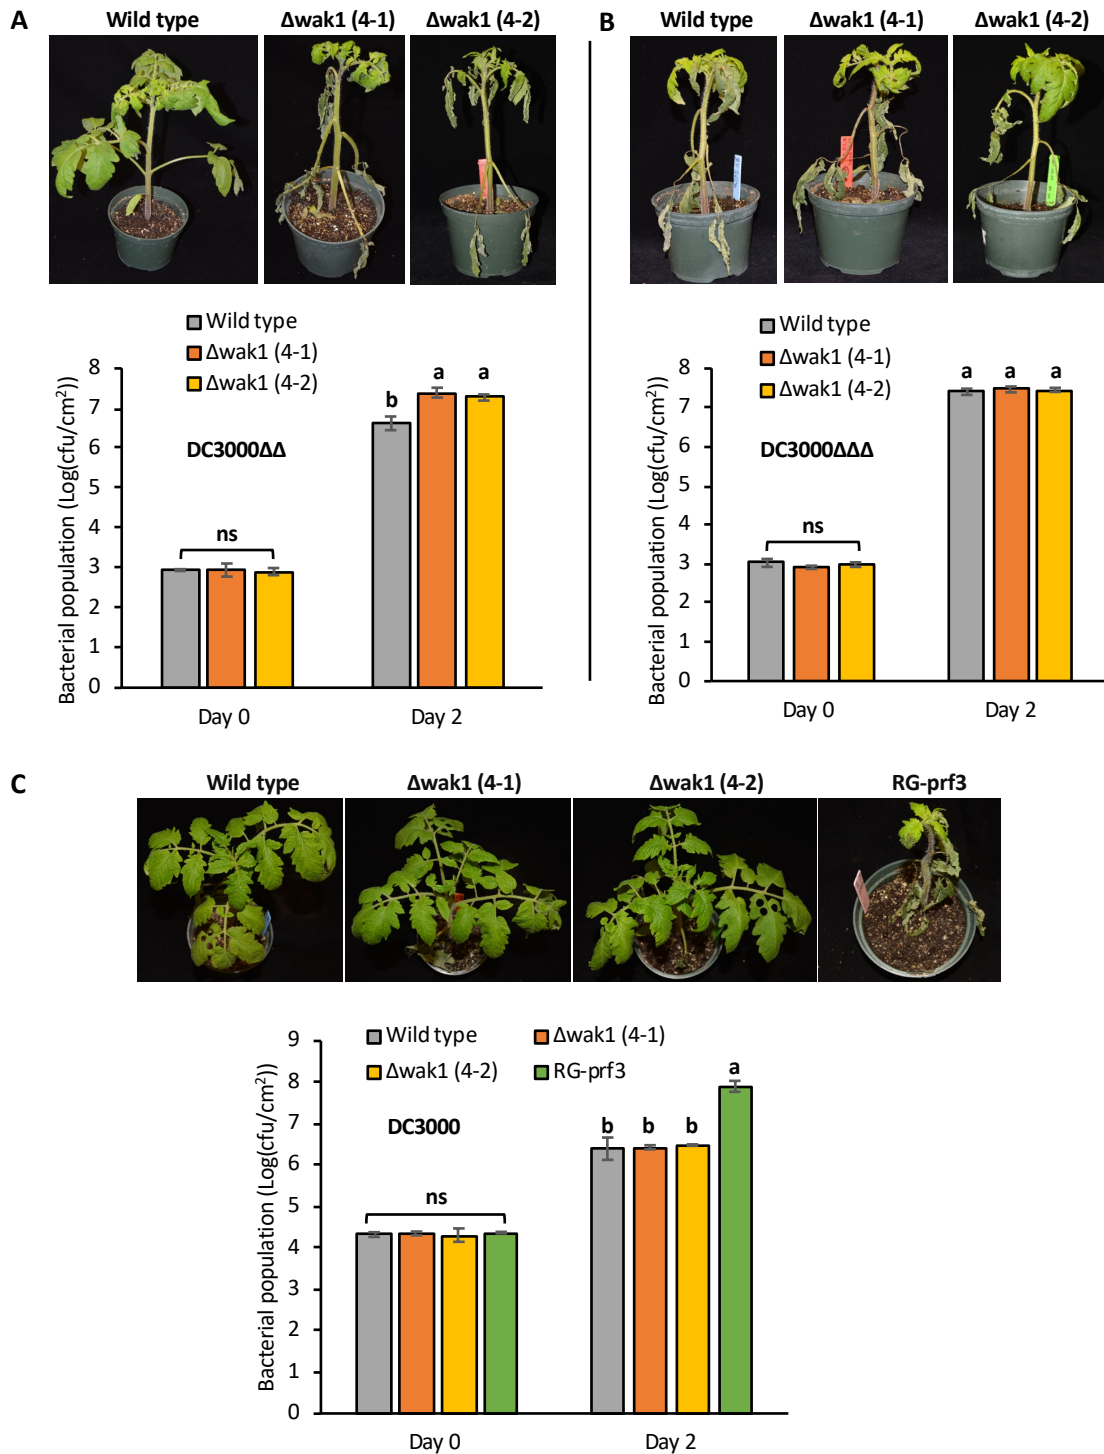 A
Wild type Δwak1 (4-1) Δwak1 (4-2)
Wild type
Δwak1 (4-1)
Δwak1 (4-2)
Bacterial population (Log(cfu/cm²))
8
7
6
5
4
3
2
1
0
DC3000ΔΔ
ns
b a a
Day 0 Day 2
B
Wild type Δwak1 (4-1) Δwak1 (4-2)
Wild type
Δwak1 (4-1)
Δwak1 (4-2)
Bacterial population (Log(cfu/cm²))
8
7
6
5
4
3
2
1
0
DC3000ΔΔΔ
ns
a a a
Day 0 Day 2
C
Wild type Δwak1 (4-1) Δwak1 (4-2) RG-prf3
Wild type Δwak1 (4-1)
Δwak1 (4-2) RG-prf3
Bacterial population (Log(cfu/cm²))
9
8
7
6
5
4
3
2
1
0
DC3000
ns
b b b a
Day 0 Day 2